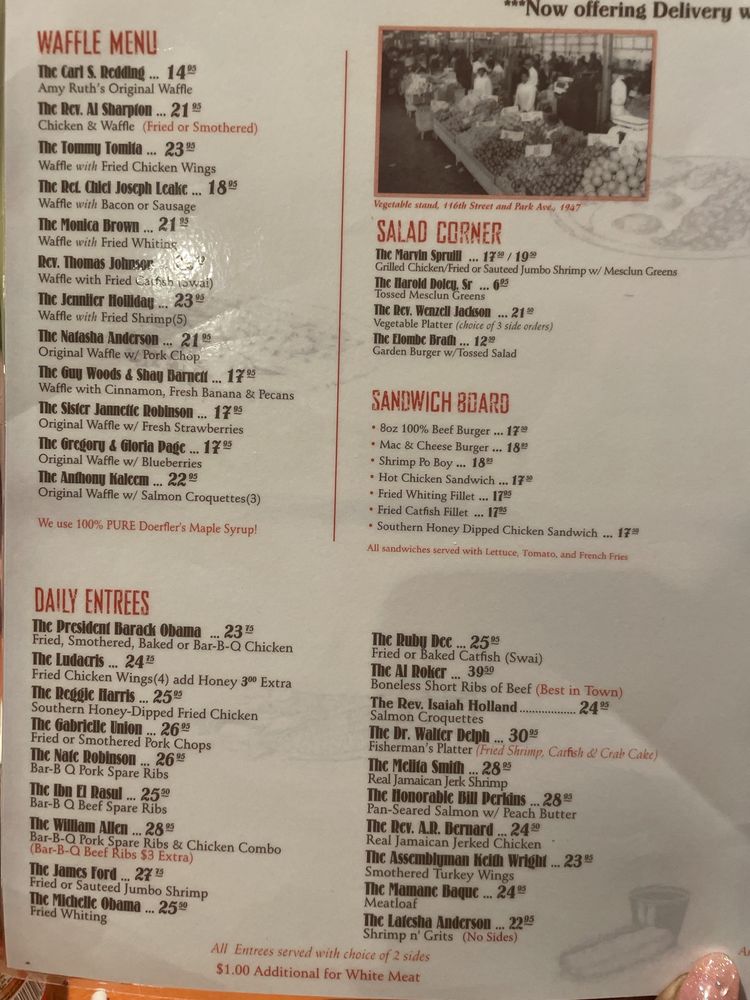 ***Now offering Delivery w
WAFFLE MENU
The Carl S. Redding ... 14.95
Amy Ruth's Original Waffle
The Rev. Al Sharpton ... 21.95
Chicken & Waffle (Fried or Smothered)
The Tommy Tomita ... 23.95
Waffle with Fried Chicken Wings
The Ret. Chief Joseph Leake ... 18.95
Waffle with Bacon or Sausage
The Monica Brown ... 21.95
Waffle with Fried Whiting
Rev. Thomas Johnson
Waffle with Fried Catfish (Swai)
The Jennifer Holliday ... 23.95
Waffle with Fried Shrimp(5)
The Natasha Anderson ... 21.95
Original Waffle w/ Pork Chop
The Guy Woods & Shay Barnett ... 17.95
Waffle with Cinnamon, Fresh Banana & Pecans
The Sister Jannette Robinson ... 17.95
Original Waffle w/ Fresh Strawberries
The Gregory & Gloria Page ... 17.95
Original Waffle w/ Blueberries
The Anthony Kaleem ... 22.95
Original Waffle w/ Salmon Croquettes(3)
We use 100% PURE Doerfler's Maple Syrup!
Vegetable stand, 116th Street and Park Ave., 1947
SALAD CORNER
The Marvin Spruill ... 17.50 / 19.50
Grilled Chicken/Fried or Sauteed Jumbo Shrimp w/ Mesclun Greens
The Harold Doley, Sr ... 6.95
Tossed Mesclun Greens
The Rev. Wenzell Jackson ... 21.50
Vegetable Platter (choice of 3 side orders)
The Elombe Brath ... 12.50
Garden Burger w/Tossed Salad
SANDWICH BOARD
• 8oz 100% Beef Burger ... 17.50
• Mac & Cheese Burger ... 18.95
• Shrimp Po Boy ... 18.95
• Hot Chicken Sandwich ... 17.50
• Fried Whiting Fillet ... 17.95
• Fried Catfish Fillet ... 17.95
• Southern Honey Dipped Chicken Sandwich ... 17.50
All sandwiches served with Lettuce, Tomato, and French Fries
DAILY ENTREES
The President Barack Obama ... 23.75
Fried, Smothered, Baked or Bar-B-Q Chicken
The Ludacris ... 24.75
Fried Chicken Wings(4) add Honey 3.00 Extra
The Reggie Harris ... 25.95
Southern Honey-Dipped Fried Chicken
The Gabrielle Union ... 26.95
Fried or Smothered Pork Chops
The Nate Robinson ... 26.95
Bar-B Q Pork Spare Ribs
The Ibn El Rasul ... 25.50
Bar-B Q Beef Spare Ribs
The William Allen ... 28.95
Bar-B-Q Pork Spare Ribs & Chicken Combo
(Bar-B-Q Beef Ribs $3 Extra)
The James Ford ... 27.75
Fried or Sauteed Jumbo Shrimp
The Michelle Obama ... 25.50
Fried Whiting
The Ruby Dee ... 25.95
Fried or Baked Catfish (Swai)
The Al Roker ... 39.50
Boneless Short Ribs of Beef (Best in Town)
The Rev. Isaiah Holland................. 24.95
Salmon Croquettes
The Dr. Walter Delph ... 30.95
Fisherman's Platter (Fried Shrimp, Catfish & Crab Cake)
The Melita Smith ... 28.95
Real Jamaican Jerk Shrimp
The Honorable Bill Perkins ... 28.95
Pan-Seared Salmon w/ Peach Butter
The Rev. A.R. Bernard ... 24.50
Real Jamaican Jerked Chicken
The Assemblyman Keith Wright ... 23.95
Smothered Turkey Wings
The Mamane Baque ... 24.95
Meatloaf
The Latesha Anderson ... 22.95
Shrimp n' Grits (No Sides)
All Entrees served with choice of 2 sides
$1.00 Additional for White Meat